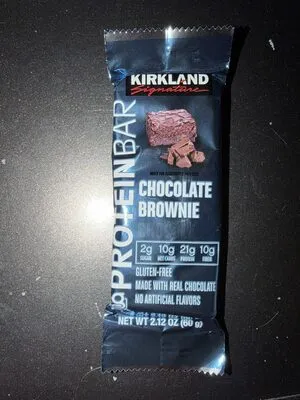 KIRKLAND
Signature
PROTEIN BAR
CHOCOLATE
BROWNIE
2g 10g 21g 10g
SUGAR NET CARBS PROTEIN FIBER
GLUTEN-FREE
MADE WITH REAL CHOCOLATE
NO ARTIFICIAL FLAVORS
NET WT 2.12 OZ (60 g)